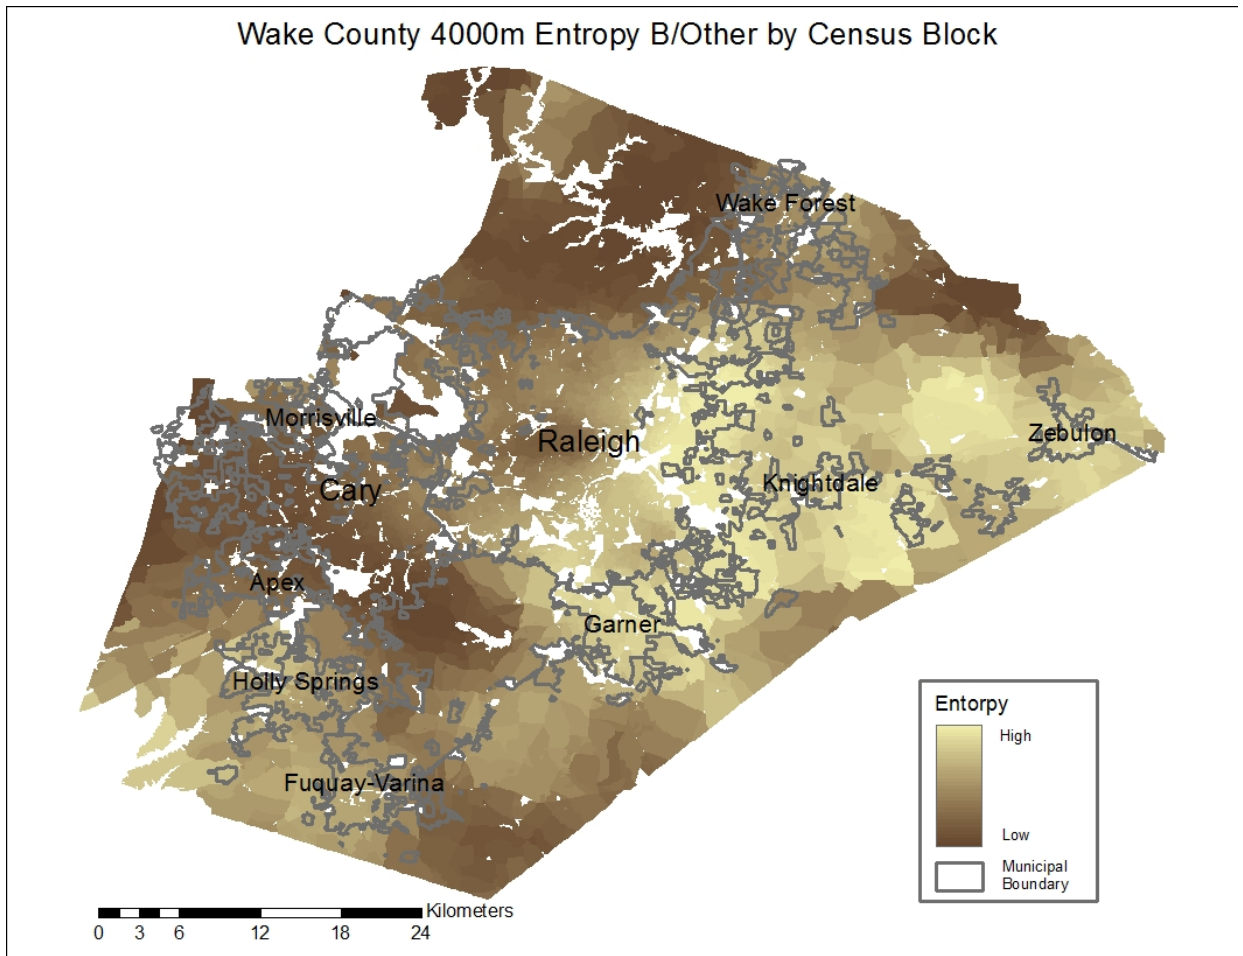 Wake County 4000m Entropy B/Other by Census Block
Wake Forest
Morrisville
Raleigh
Zebulon
Cary
Knightdale
Apex
Garner
Holly Springs
Fuquay-Varina
Entorpy
High
Low
Municipal
Boundary
Kilometers
0 3 6 12 18 24